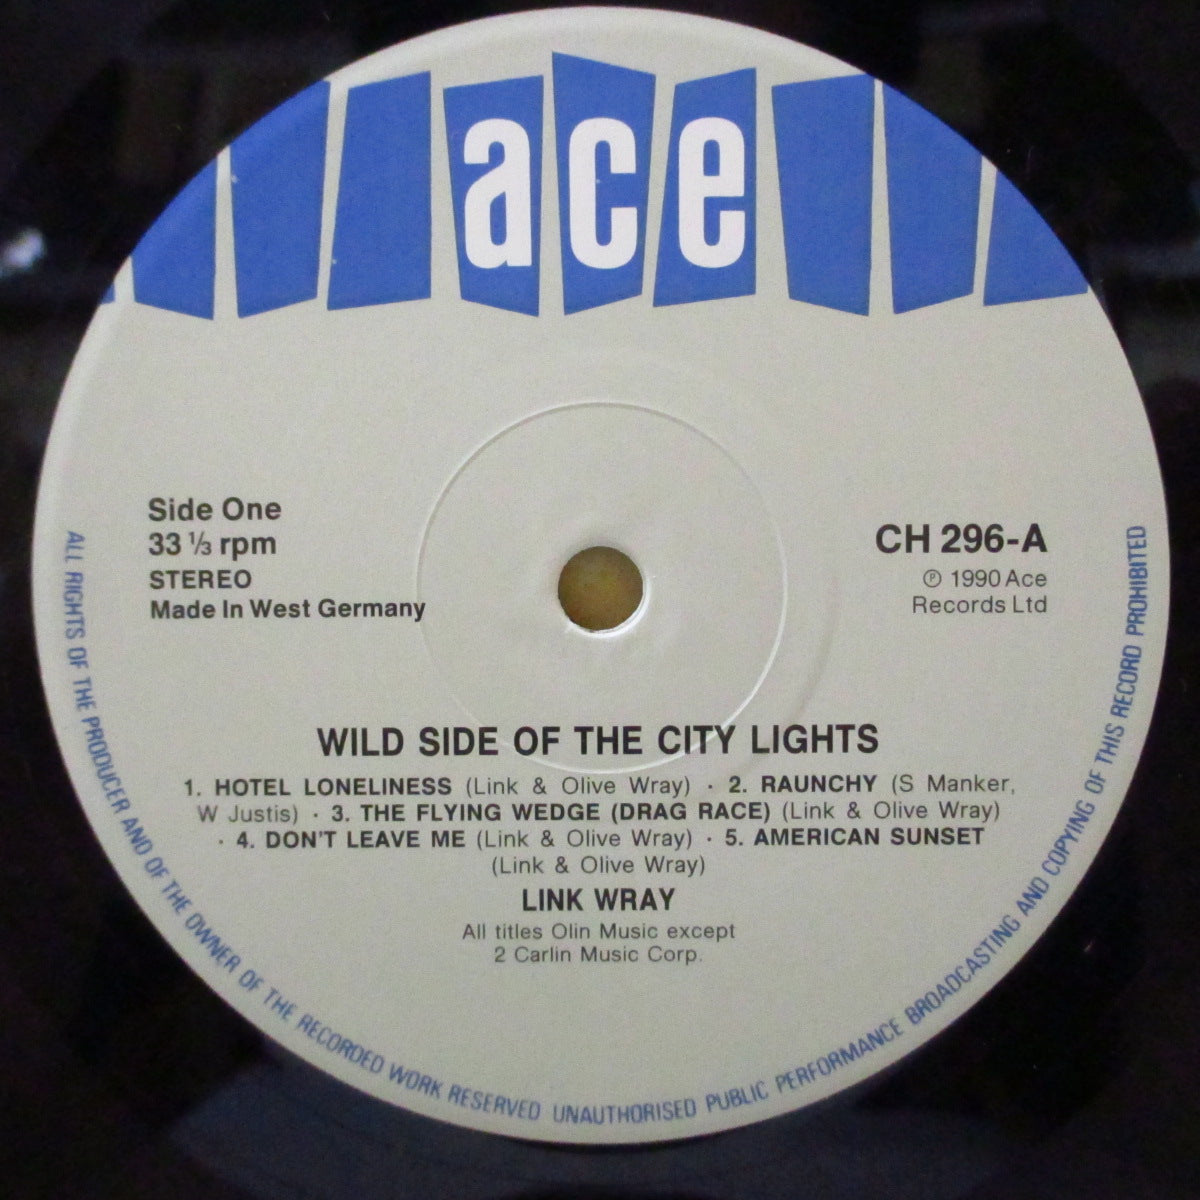 ace
Side One
33 ⅓ rpm
STEREO
Made In West Germany
CH 296-A
℗ 1990 Ace
Records Ltd
WILD SIDE OF THE CITY LIGHTS
1. HOTEL LONELINESS (Link & Olive Wray) · 2. RAUNCHY (S Manker,
W Justis) · 3. THE FLYING WEDGE (DRAG RACE) (Link & Olive Wray)
· 4. DON'T LEAVE ME (Link & Olive Wray) · 5. AMERICAN SUNSET
(Link & Olive Wray)
LINK WRAY
All titles Olin Music except
2 Carlin Music Corp.
ALL RIGHTS OF THE PRODUCER AND OF THE OWNER OF THE RECORDED WORK RESERVED UNAUTHORISED PUBLIC PERFORMANCE BROADCASTING AND COPYING OF THIS RECORD PROHIBITED